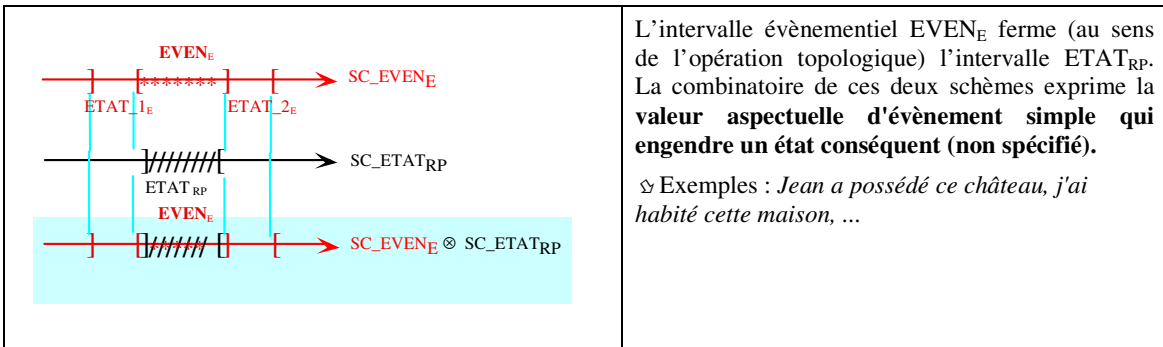 EVEN_E
] [*******] [ SC_EVEN_E
ETAT_1_E ETAT_2_E
]////////[ SC_ETAT_RP
ETAT_RP
EVEN_E
] []*****////// [] [ SC_EVEN_E ⊗ SC_ETAT_RP
L'intervalle évènementiel EVEN_E ferme (au sens
de l'opération topologique) l'intervalle ETAT_RP.
La combinatoire de ces deux schèmes exprime la
valeur aspectuelle d'évènement simple qui
engendre un état conséquent (non spécifié).
Exemples : Jean a possédé ce château, j'ai
habité cette maison, ...